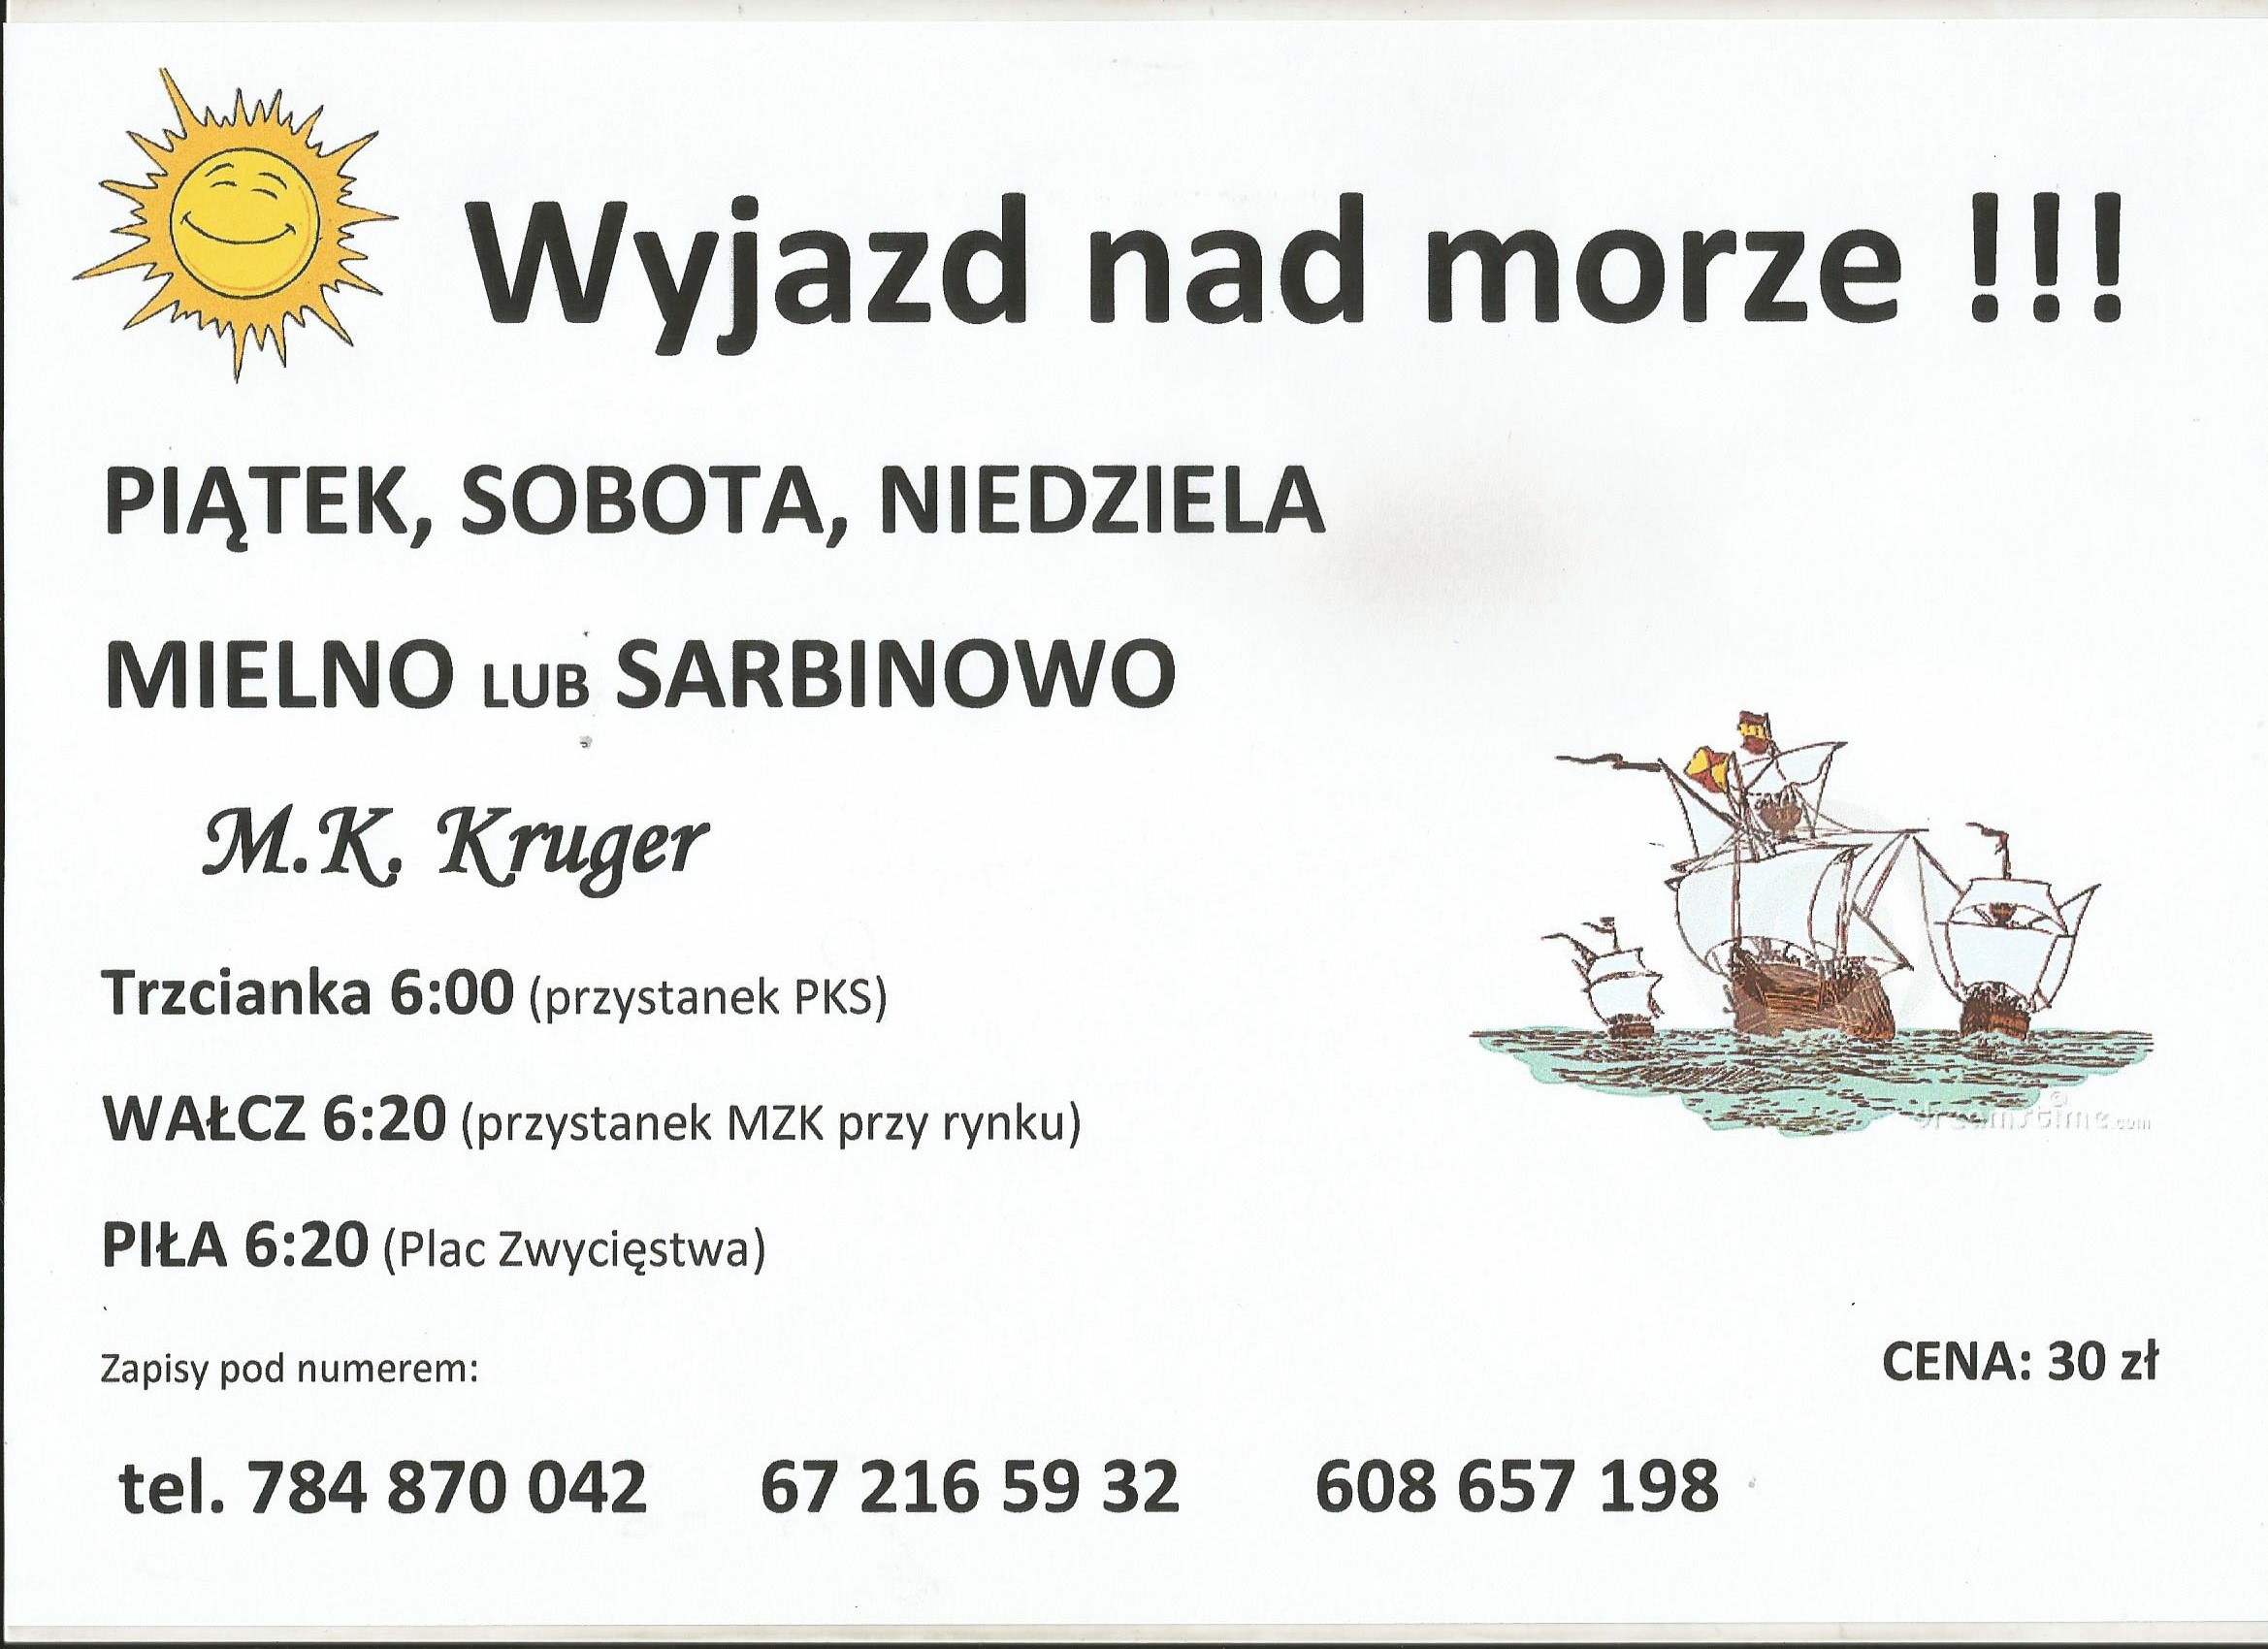 Wyjazd nad morze !!!
PIĄTEK, SOBOTA, NIEDZIELA
MIELNO LUB SARBINOWO
M.K. Kruger
Trzcianka 6:00 (przystanek PKS)
WAŁCZ 6:20 (przystanek MZK przy rynku)
dreamstime.com
PIŁA 6:20 (Plac Zwycięstwa)
Zapisy pod numerem:
CENA: 30 zł
tel. 784 870 042 67 216 59 32 608 657 198